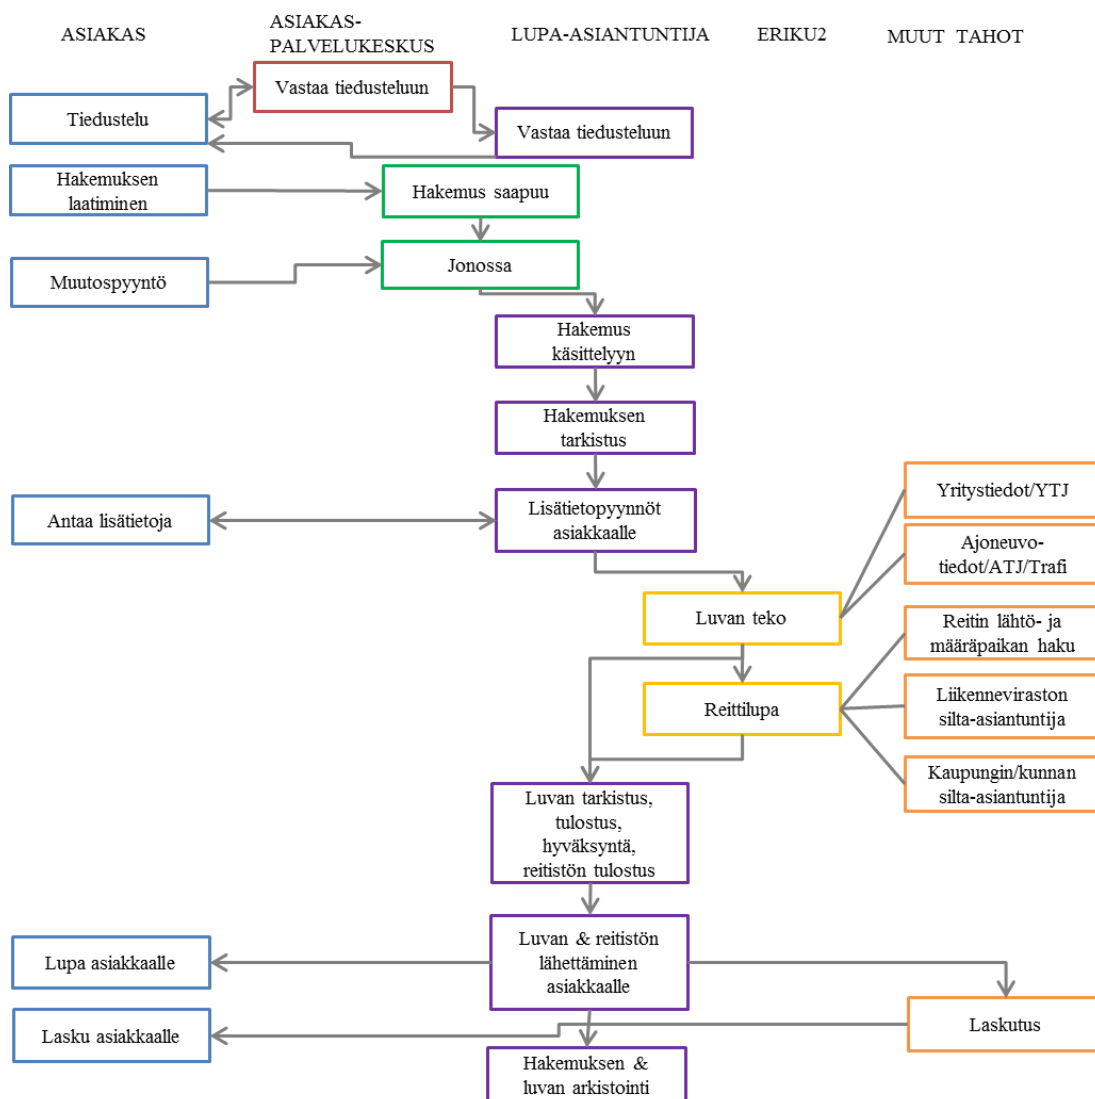 ASIAKAS
ASIAKAS-
PALVELUKESKUS
LUPA-ASIANTUNTIJA
ERIKU2
MUUT TAHOT
Vastaa tiedusteluun
Tiedustelu
Vastaa tiedusteluun
Hakemuksen
laatiminen
Hakemus saapuu
Jonossa
Muutospyyntö
Hakemus
käsittelyyn
Hakemuksen
tarkistus
Yritystiedot/YTJ
Antaa lisätietoja
Lisätietopyynnöt
asiakkaalle
Ajoneuvo-
tiedot/ATJ/Trafi
Luvan teko
Reitin lähtö- ja
määräpaikan haku
Reittilupa
Liikenneviraston
silta-asiantuntija
Kaupungin/kunnan
silta-asiantuntija
Luvan tarkistus,
tulostus,
hyväksyntä,
reitistön tulostus
Lupa asiakkaalle
Luvan & reitistön
lähettäminen
asiakkaalle
Lasku asiakkaalle
Laskutus
Hakemuksen &
luvan arkistointi